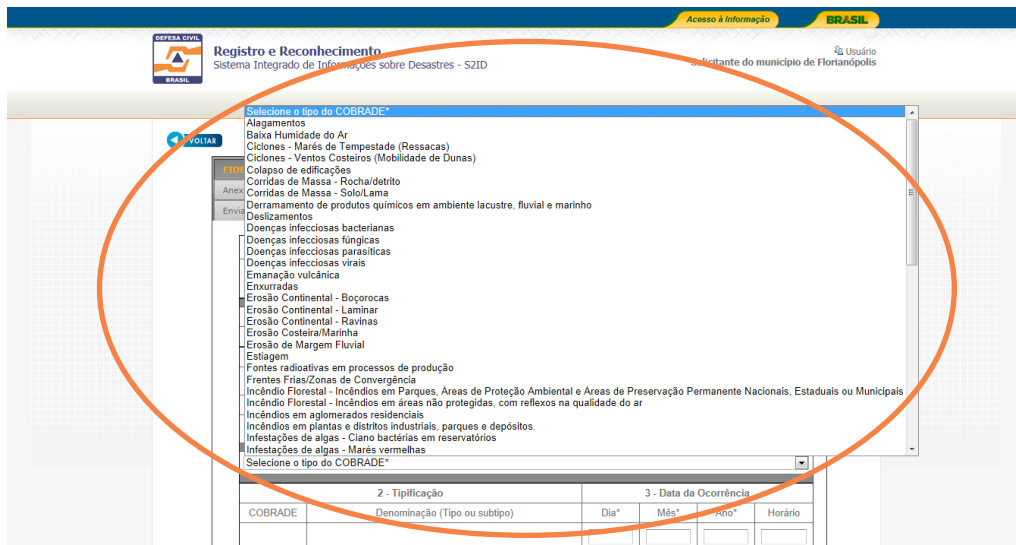 Acesso à Informação
BRASIL
DEFESA CIVIL
BRASIL
Registro e Reconhecimento
Sistema Integrado de Informações sobre Desastres - S2ID
Usuário
Solicitante do município de Florianópolis
VOLTAR
FIDE
Anex
Envia
Selecione o tipo do COBRADE*
Alagamentos
Baixa Humidade do Ar
Ciclones - Marés de Tempestade (Ressacas)
Ciclones - Ventos Costeiros (Mobilidade de Dunas)
Colapso de edificações
Corridas de Massa - Rocha/detrito
Corridas de Massa - Solo/Lama
Derramamento de produtos químicos em ambiente lacustre, fluvial e marinho
Deslizamentos
Doenças infecciosas bacterianas
Doenças infecciosas fúngicas
Doenças infecciosas parasíticas
Doenças infecciosas virais
Emanação vulcânica
Enxurradas
Erosão Continental - Boçorocas
Erosão Continental - Laminar
Erosão Continental - Ravinas
Erosão Costeira/Marinha
Erosão de Margem Fluvial
Estiagem
Fontes radioativas em processos de produção
Frentes Frias/Zonas de Convergência
Incêndio Florestal - Incêndios em Parques, Áreas de Proteção Ambiental e Áreas de Preservação Permanente Nacionais, Estaduais ou Municipais
Incêndio Florestal - Incêndios em áreas não protegidas, com reflexos na qualidade do ar
Incêndios em aglomerados residenciais
Incêndios em plantas e distritos industriais, parques e depósitos.
Infestações de algas - Ciano bactérias em reservatórios
Infestações de algas - Marés vermelhas
Selecione o tipo do COBRADE*
2 - Tipificação
3 - Data da Ocorrência
COBRADE
Denominação (Tipo ou subtipo)
Dia*
Mês*
Ano*
Horário